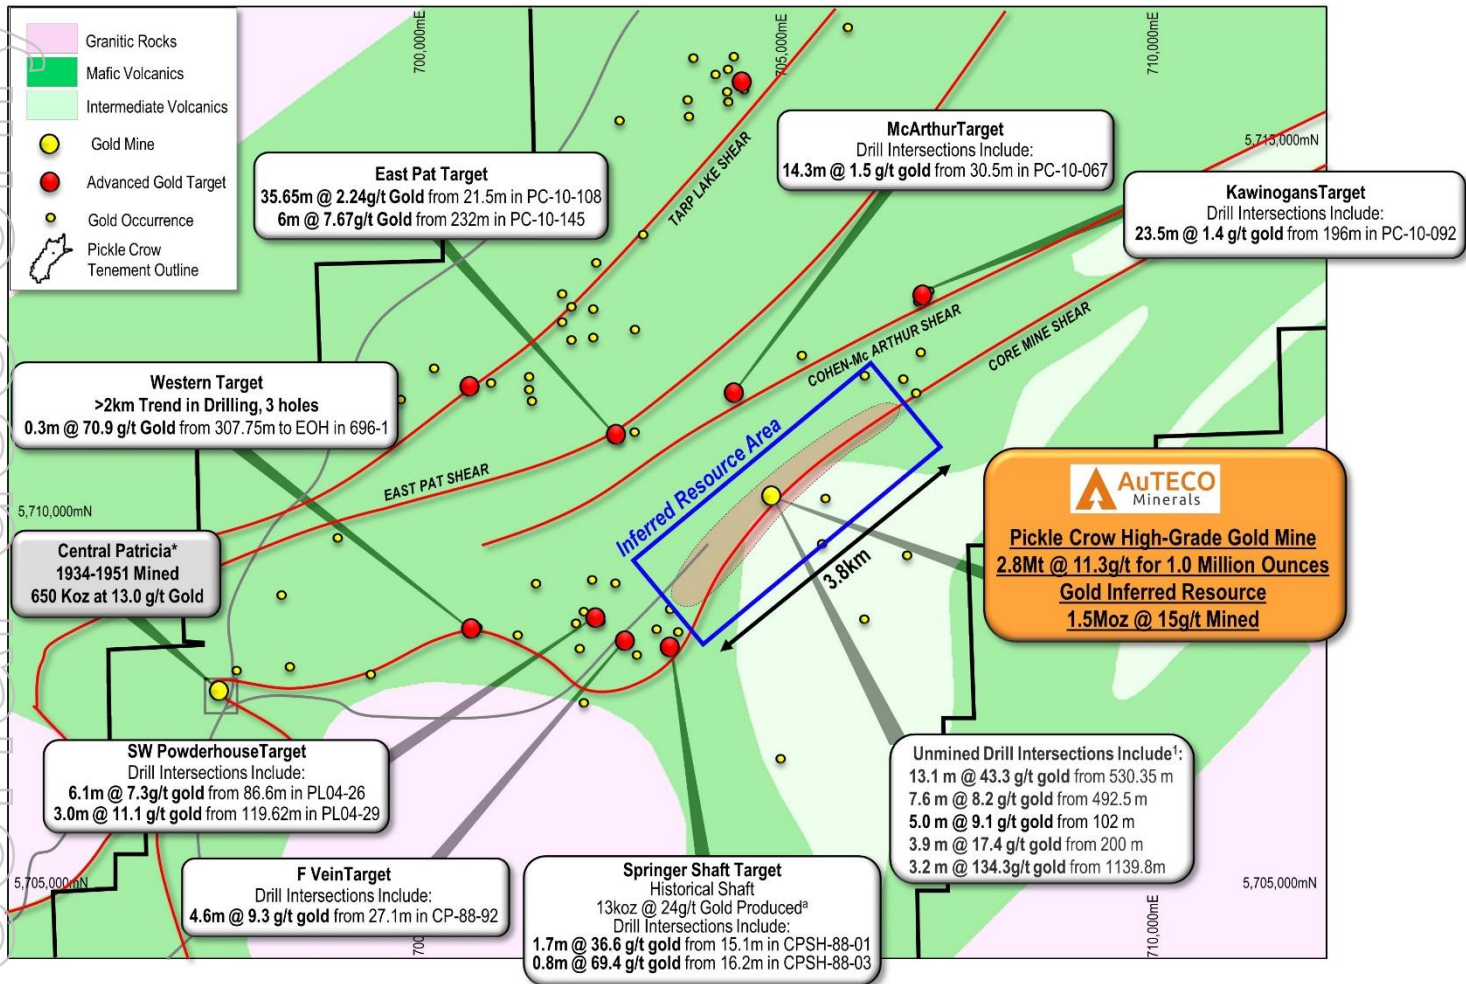 Granitic Rocks
Mafic Volcanics
Intermediate Volcanics
Gold Mine
Advanced Gold Target
Gold Occurrence
Pickle Crow
Tenement Outline
700,000mE
705,000mE
710,000mE
5,715,000mN
East Pat Target
35.65m @ 2.24g/t Gold from 21.5m in PC-10-108
6m @ 7.67g/t Gold from 232m in PC-10-145
TARP LAKE SHEAR
McArthurTarget
Drill Intersections Include:
14.3m @ 1.5 g/t gold from 30.5m in PC-10-067
KawinogansTarget
Drill Intersections Include:
23.5m @ 1.4 g/t gold from 196m in PC-10-092
Western Target
>2km Trend in Drilling, 3 holes
0.3m @ 70.9 g/t Gold from 307.75m to EOH in 696-1
COHEN-Mc ARTHUR SHEAR
CORE MINE SHEAR
EAST PAT SHEAR
Inferred Resource Area
3.8km
5,710,000mN
Central Patricia*
1934-1951 Mined
650 Koz at 13.0 g/t Gold
AuTECO
Minerals
Pickle Crow High-Grade Gold Mine
2.8Mt @ 11.3g/t for 1.0 Million Ounces
Gold Inferred Resource
1.5Moz @ 15g/t Mined
SW PowderhouseTarget
Drill Intersections Include:
6.1m @ 7.3g/t gold from 86.6m in PL04-26
3.0m @ 11.1 g/t gold from 119.62m in PL04-29
Unmined Drill Intersections Include¹:
13.1 m @ 43.3 g/t gold from 530.35 m
7.6 m @ 8.2 g/t gold from 492.5 m
5.0 m @ 9.1 g/t gold from 102 m
3.9 m @ 17.4 g/t gold from 200 m
3.2 m @ 134.3g/t gold from 1139.8m
5,705,000mN
5,705,000mN
F VeinTarget
Drill Intersections Include:
4.6m @ 9.3 g/t gold from 27.1m in CP-88-92
Springer Shaft Target
Historical Shaft
13koz @ 24g/t Gold Producedᵃ
Drill Intersections Include:
1.7m @ 36.6 g/t gold from 15.1m in CPSH-88-01
0.8m @ 69.4 g/t gold from 16.2m in CPSH-88-03
700
710,000mE